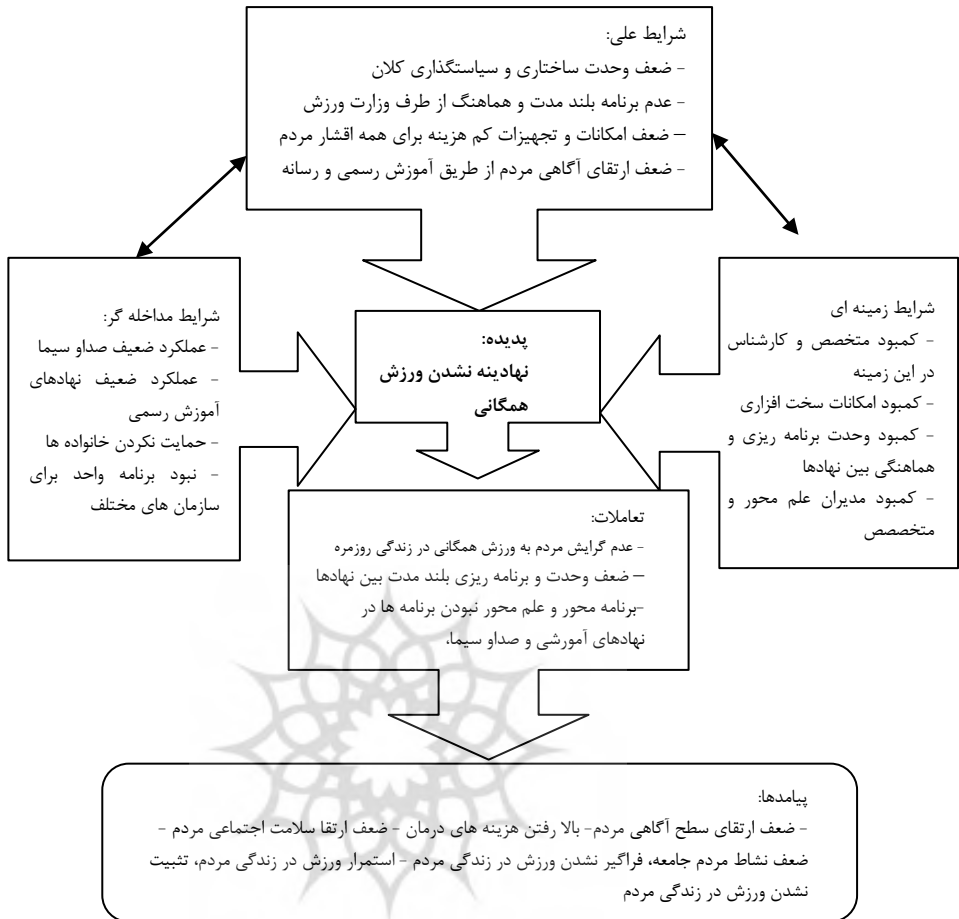 شرایط علی:
- ضعف وحدت ساختاری و سیاستگذاری کلان
- عدم برنامه بلند مدت و هماهنگ از طرف وزارت ورزش
– ضعف امکانات و تجهیزات کم هزینه برای همه اقشار مردم
- ضعف ارتقای آگاهی مردم از طریق آموزش رسمی و رسانه
شرایط زمینه ای
- کمبود متخصص و کارشناس
در این زمینه
- کمبود امکانات سخت افزاری
- کمبود وحدت برنامه ریزی و
هماهنگی بین نهادها
- کمبود مدیران علم محور و
متخصصص
پدیده:
نهادینه نشدن ورزش
همگانی
شرایط مداخله گر:
- عملکرد ضعیف صداو سیما
- عملکرد ضعیف نهادهای
آموزش رسمی
- حمایت نکردن خانواده ها
- نبود برنامه واحد برای
سازمان های مختلف
تعاملات:
- عدم گرایش مردم به ورزش همگانی در زندگی روزمره
– ضعف وحدت و برنامه ریزی بلند مدت بین نهادها
-برنامه محور و علم محور نبودن برنامه ها در
نهادهای آمورشی و صداو سیما،
پیامدها:
- ضعف ارتقای سطح آگاهی مردم- بالا رفتن هزینه های درمان - ضعف ارتقا سلامت اجتماعی مردم -
ضعف نشاط مردم جامعه، فراگیر نشدن ورزش در زندگی مردم - استمرار ورزش در زندگی مردم، تثبیت
نشدن ورزش در زندگی مردم